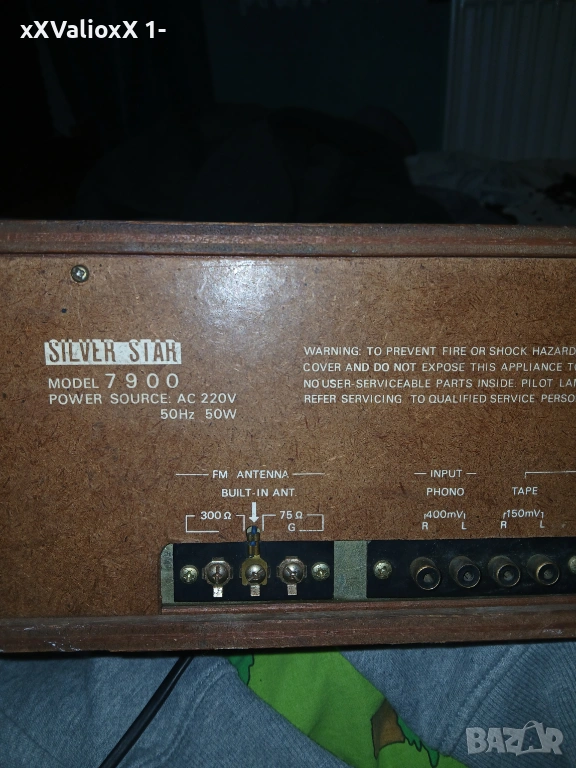 xXValioxX 1-
SILVER STAR
MODEL 7900
POWER SOURCE: AC 220V
50Hz 50W
WARNING: TO PREVENT FIRE OR SHOCK HAZARD
COVER AND DO NOT EXPOSE THIS APPLIANCE TO
NO USER-SERVICEABLE PARTS INSIDE. PILOT LAM
REFER SERVICING TO QUALIFIED SERVICE PERSO
FM ANTENNA
BUILT-IN ANT.
300Ω 75Ω
G
INPUT
PHONO TAPE
400mV 150mV
R L R L
BAZAR